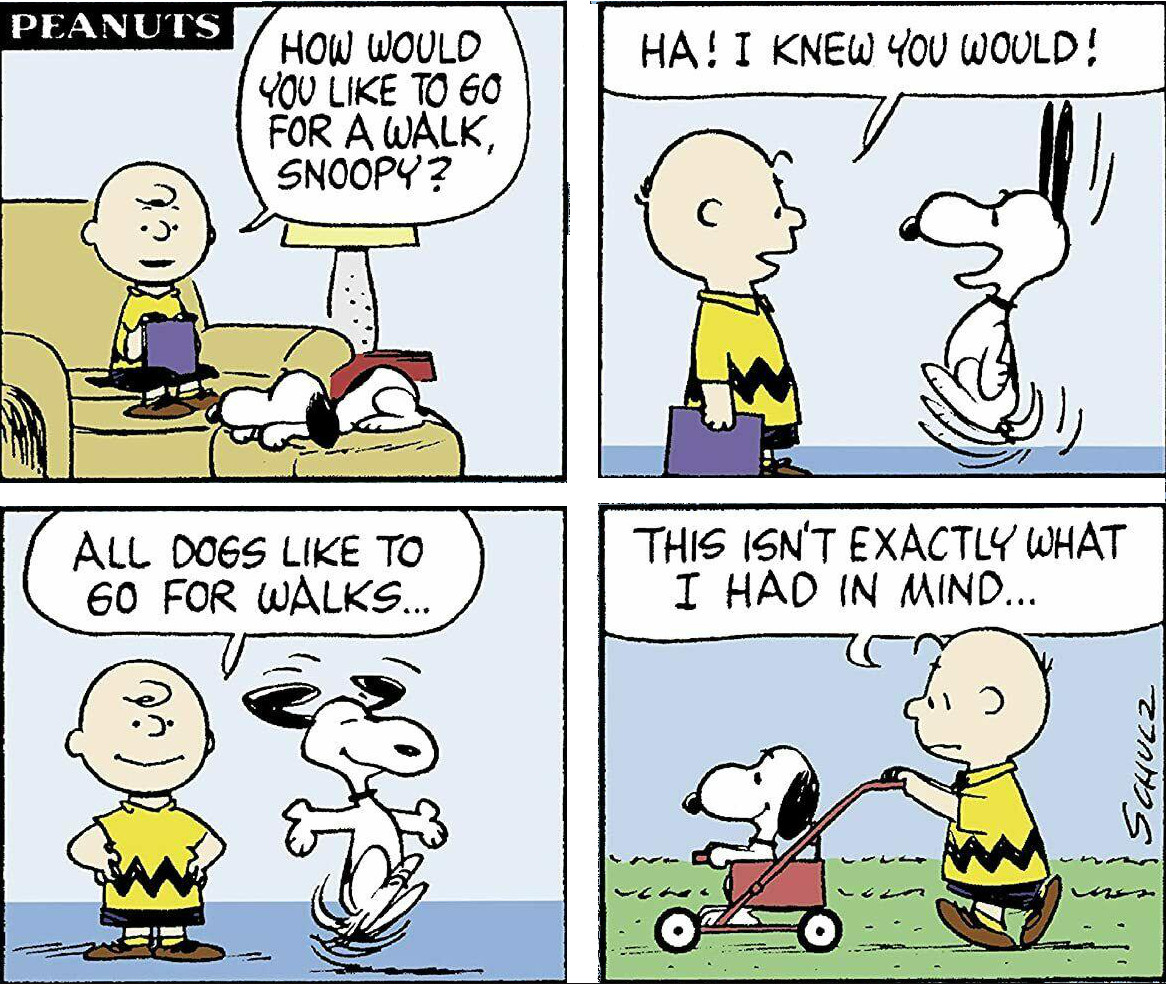 PEANUTS
HOW WOULD
YOU LIKE TO GO
FOR A WALK,
SNOOPY?
HA! I KNEW YOU WOULD!
ALL DOGS LIKE TO
GO FOR WALKS...
THIS ISN'T EXACTLY WHAT
I HAD IN MIND...
SCHULZ